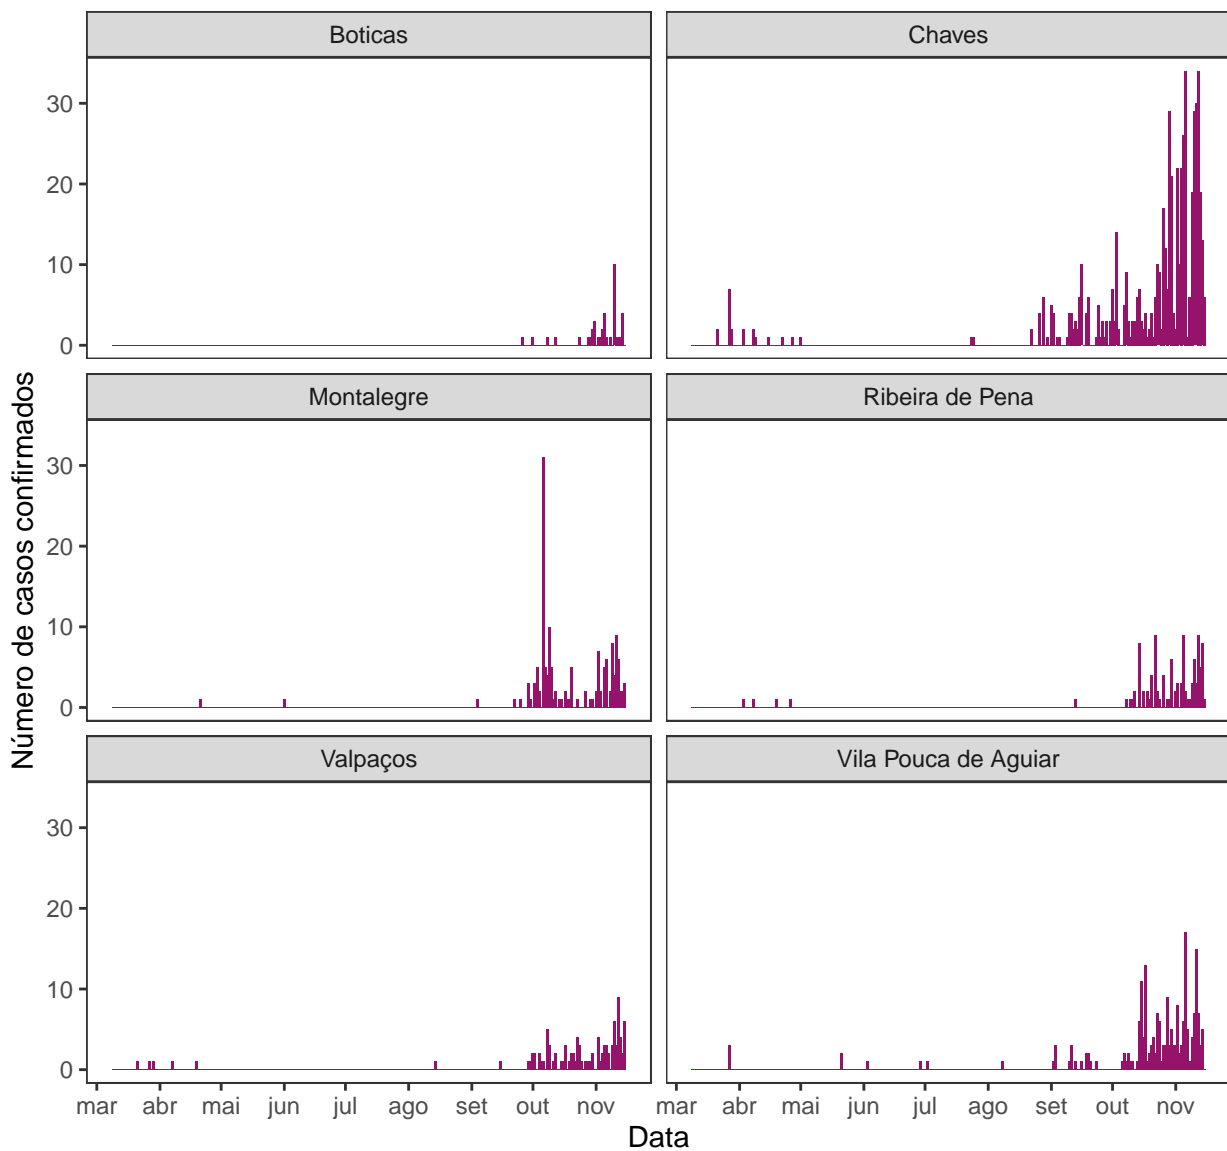 Boticas
Chaves
30
20
10
0
Montalegre
Ribeira de Pena
30
20
10
0
Valpaços
Vila Pouca de Aguiar
30
20
10
0
mar abr mai jun jul ago set out nov
mar abr mai jun jul ago set out nov
Data
Número de casos confirmados